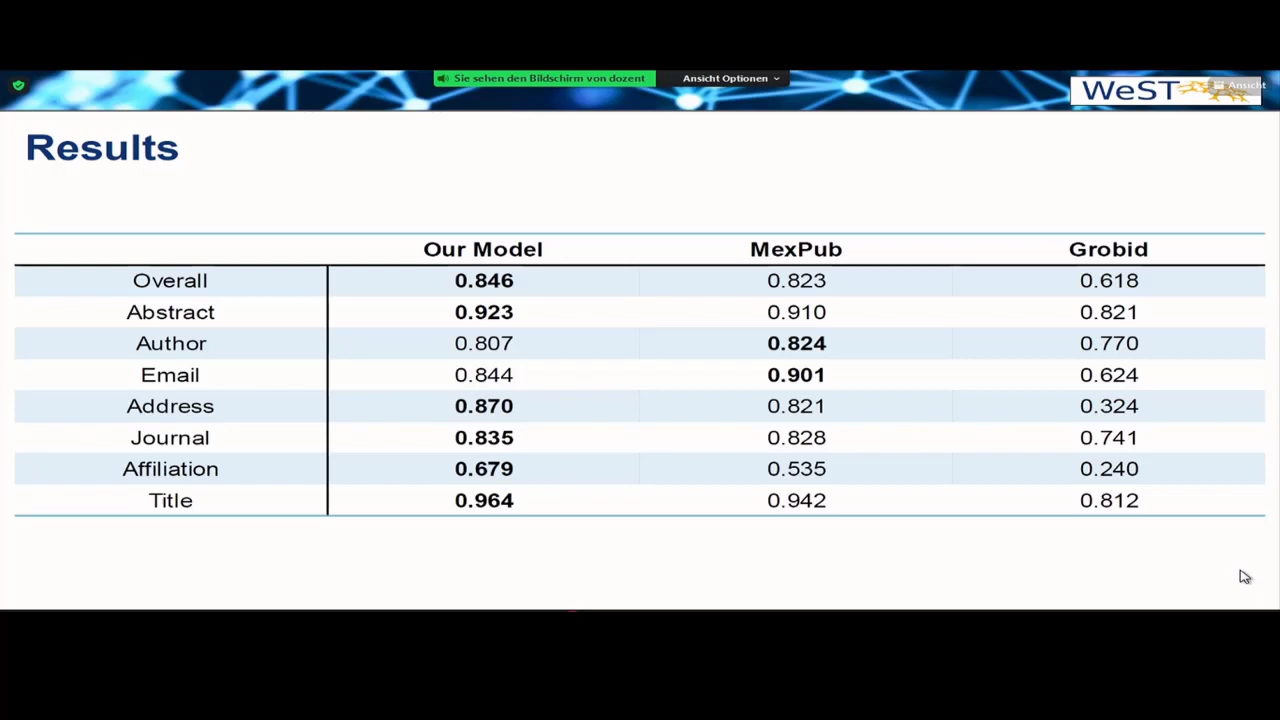 Sie sehen den Bildschirm von dozent Ansicht Optionen
WeST Ansicht
Results
Our Model MexPub Grobid
Overall 0.846 0.823 0.618
Abstract 0.923 0.910 0.821
Author 0.807 0.824 0.770
Email 0.844 0.901 0.624
Address 0.870 0.821 0.324
Journal 0.835 0.828 0.741
Affiliation 0.679 0.535 0.240
Title 0.964 0.942 0.812